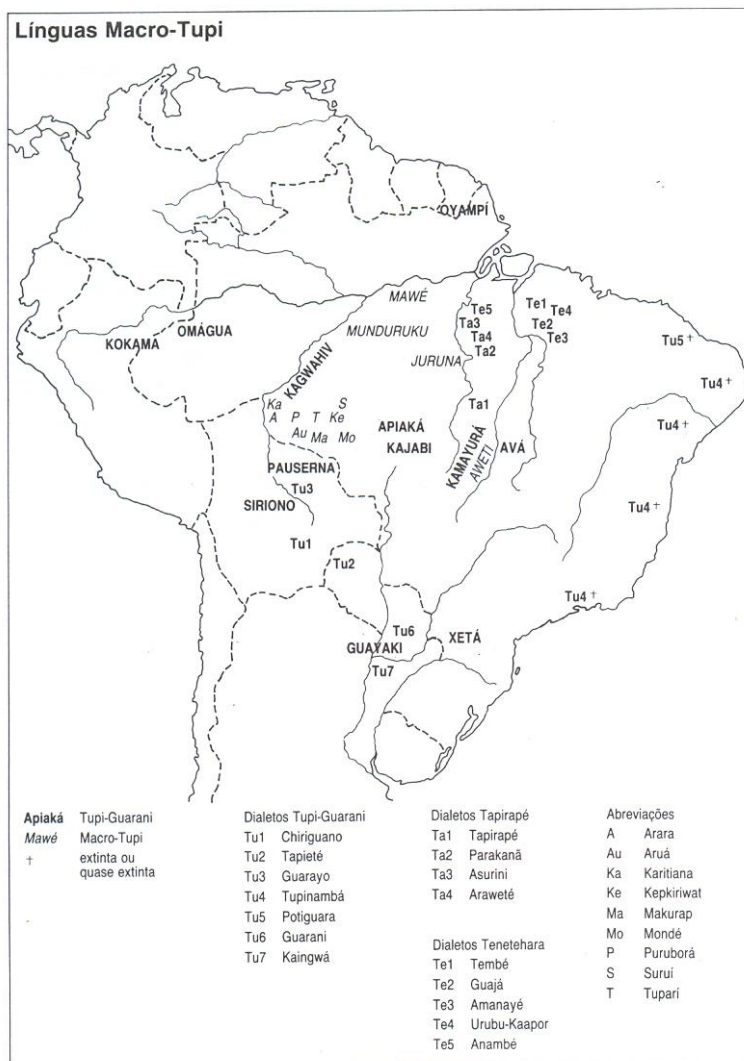 Línguas Macro-Tupi
OYAMPÍ
MAWÉ
MUNDURUKU
OMÁGUA
KOKAMA
KAGWAHIV
JURUNA
Te5
Ta3
Ta4
Ta2
Te1
Te4
Te2
Te3
Tu5 †
Tu4 †
Ka
S
A P T Ke
Au Ma Mo
Ta1
APIAKÁ
KAJABI
KAMAYURÁ
AWETI
AVÁ
Tu4 †
PAUSERNA
Tu3
SIRIONO
Tu4 †
Tu1
Tu2
Tu4 †
Tu6
GUAYAKI
XETÁ
Tu7
Apiaká Tupi-Guarani
Mawé Macro-Tupi
† extinta ou
quase extinta
Dialetos Tupi-Guarani
Tu1 Chiriguano
Tu2 Tapieté
Tu3 Guarayo
Tu4 Tupinambá
Tu5 Potiguara
Tu6 Guarani
Tu7 Kaingwá
Dialetos Tapirapé
Ta1 Tapirapé
Ta2 Parakanã
Ta3 Asurini
Ta4 Araweté
Dialetos Tenetehara
Te1 Tembé
Te2 Guajá
Te3 Amanayé
Te4 Urubu-Kaapor
Te5 Anambé
Abreviações
A Arara
Au Aruá
Ka Karitiana
Ke Kepkiriwat
Ma Makurap
Mo Mondé
P Puruborá
S Suruí
T Tuparí